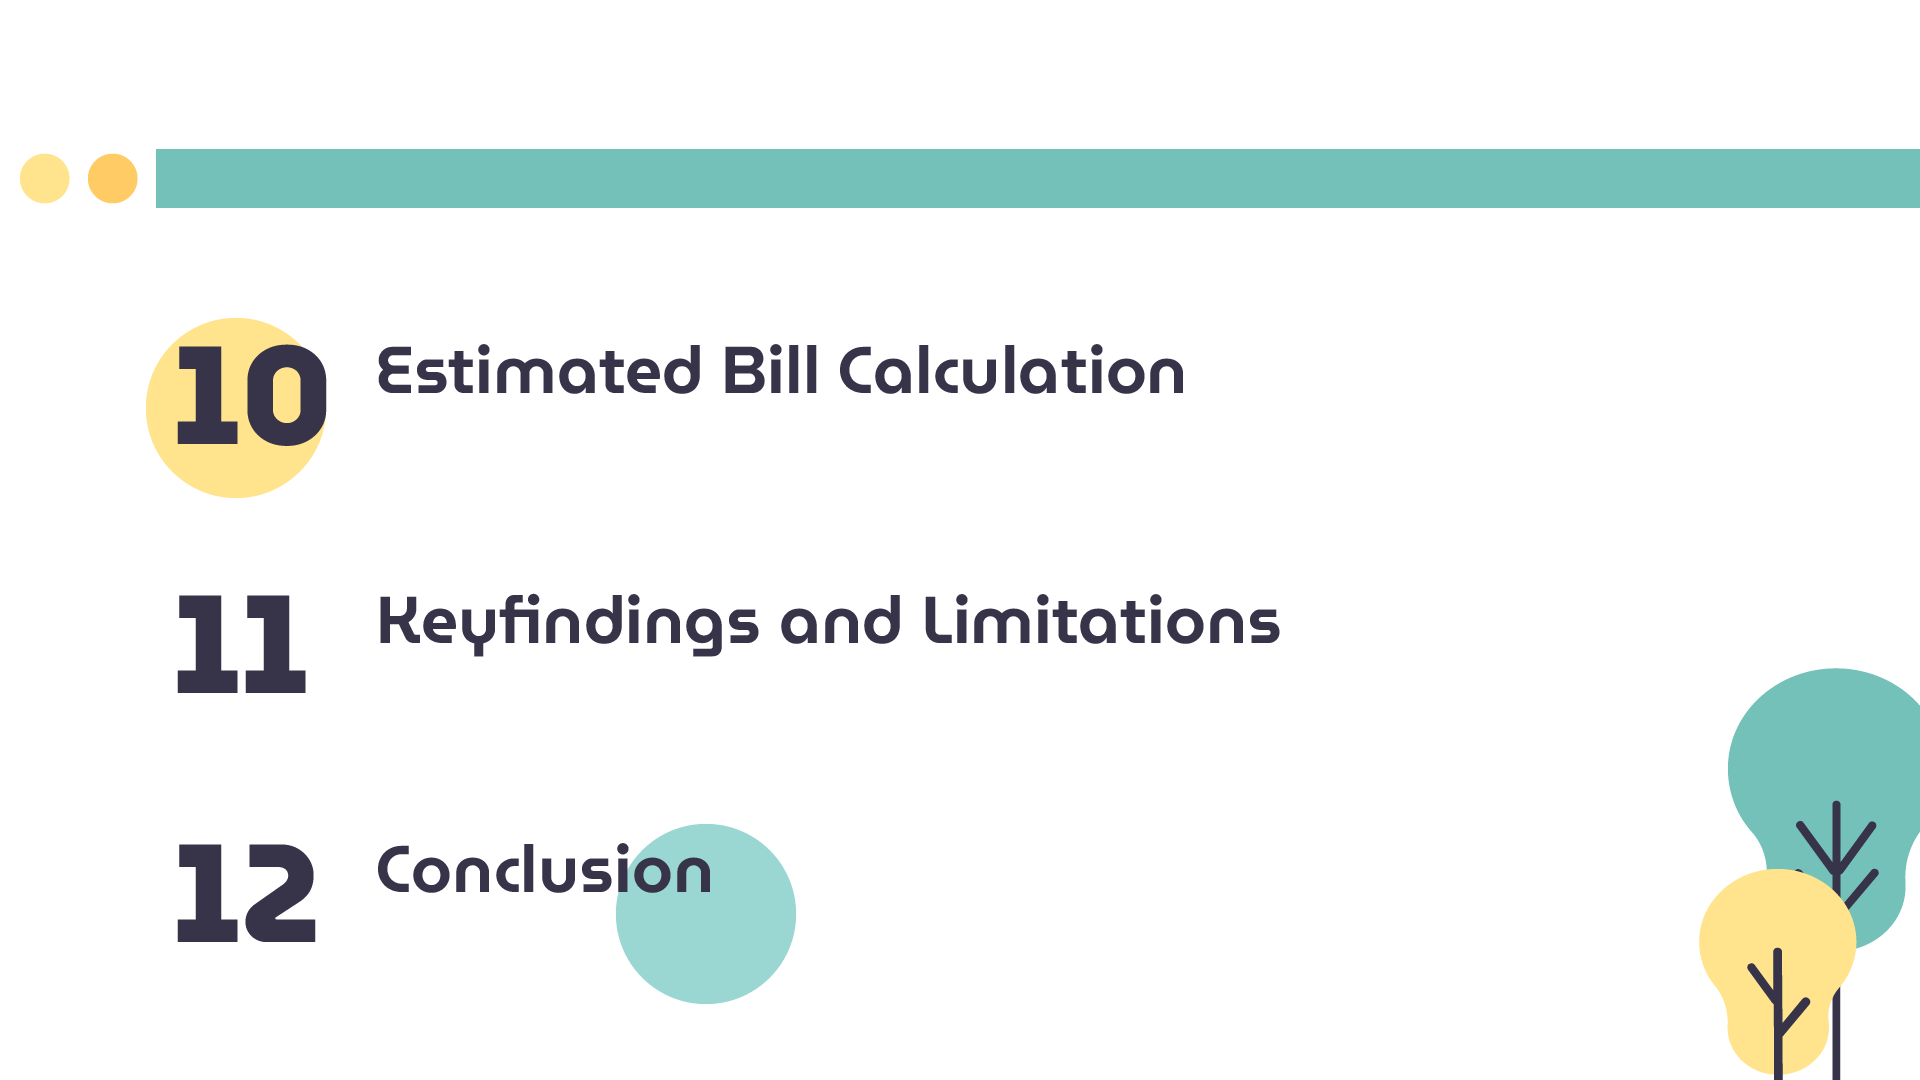 10 Estimated Bill Calculation
11 Keyfindings and Limitations
12 Conclusion